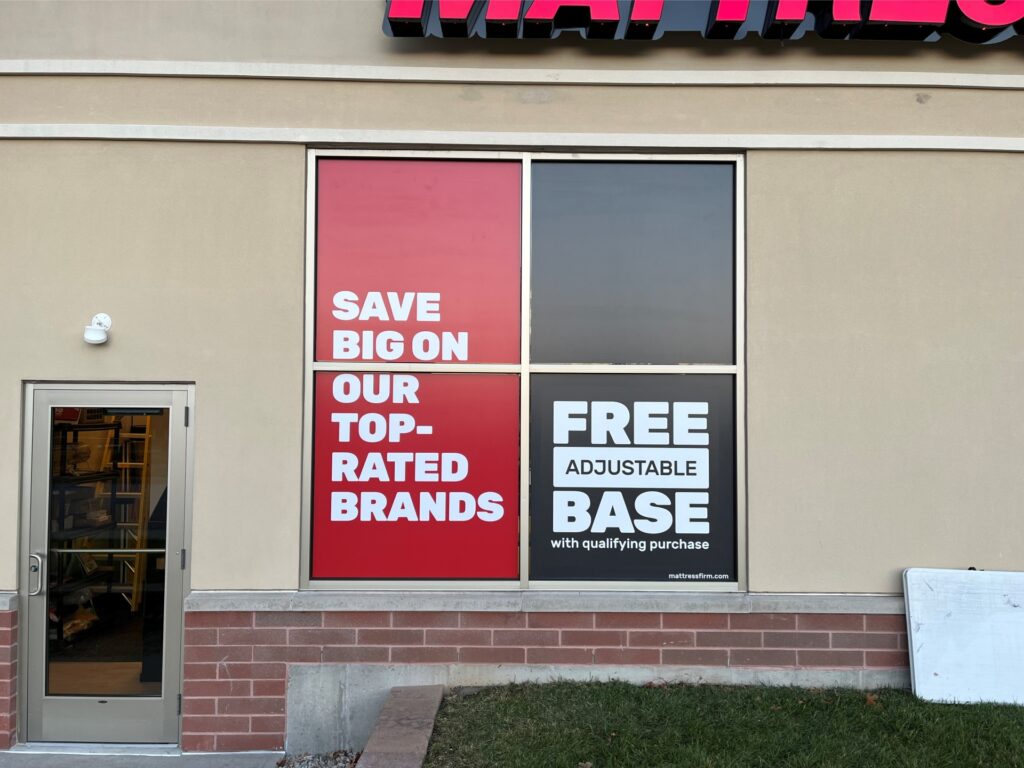 SAVE
BIG ON
OUR
TOP-
RATED
BRANDS
FREE
ADJUSTABLE
BASE
with qualifying purchase
mattressfirm.com